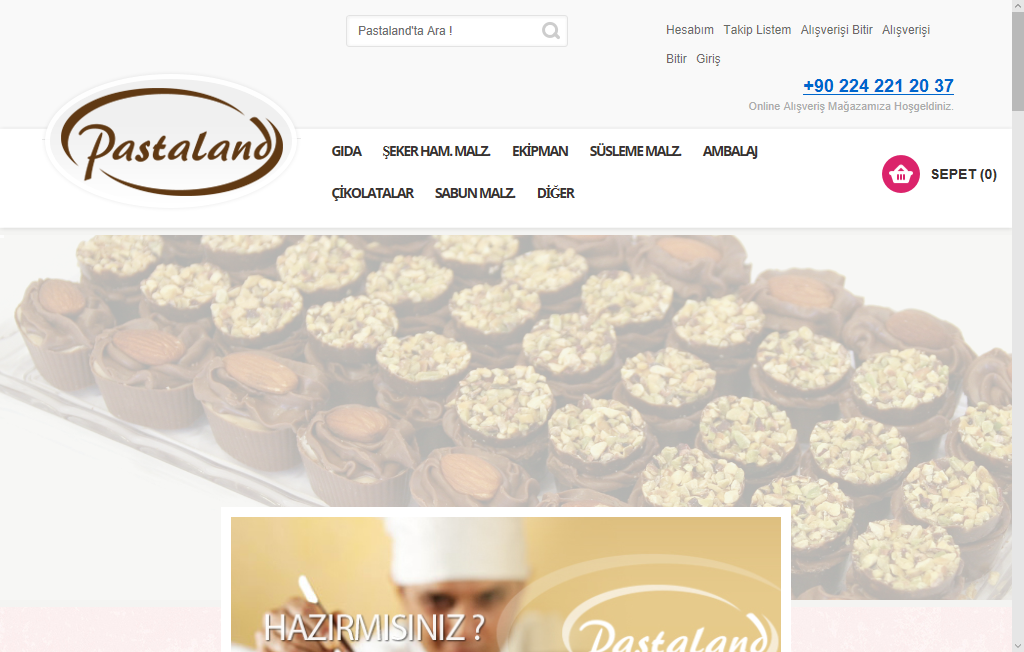 Pastaland'ta Ara !
Hesabım Takip Listem Alışverişi Bitir Alışverişi
Bitir Giriş
+90 224 221 20 37
Online Alışveriş Mağazamıza Hoşgeldiniz.
Pastaland
GIDA ŞEKER HAM. MALZ. EKİPMAN SÜSLEME MALZ. AMBALAJ
ÇİKOLATALAR SABUN MALZ. DİĞER
SEPET (0)
HAZIRMISINIZ ?
Pastaland